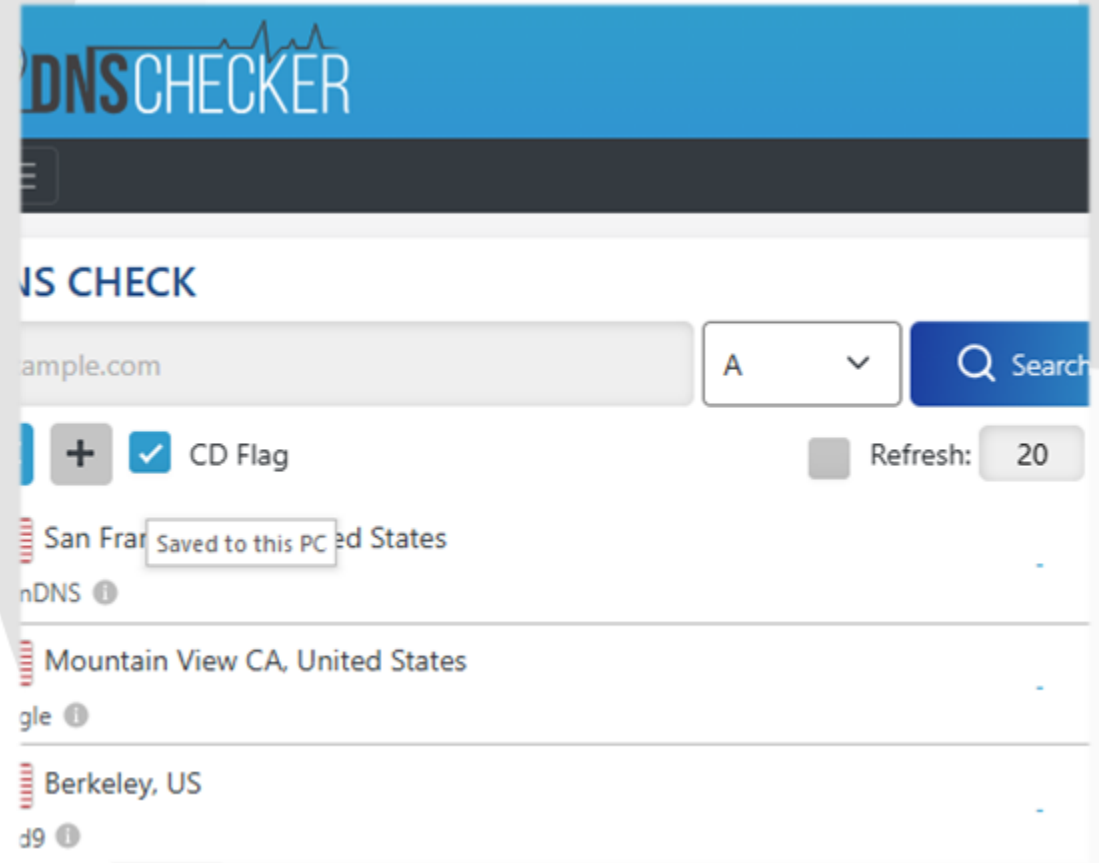 DNSCHECKER
NS CHECK
ample.com
A
Search
+
CD Flag
Refresh: 20
San Fran
Saved to this PC
ed States
-
nDNS
Mountain View CA, United States
-
gle
Berkeley, US
-
d9